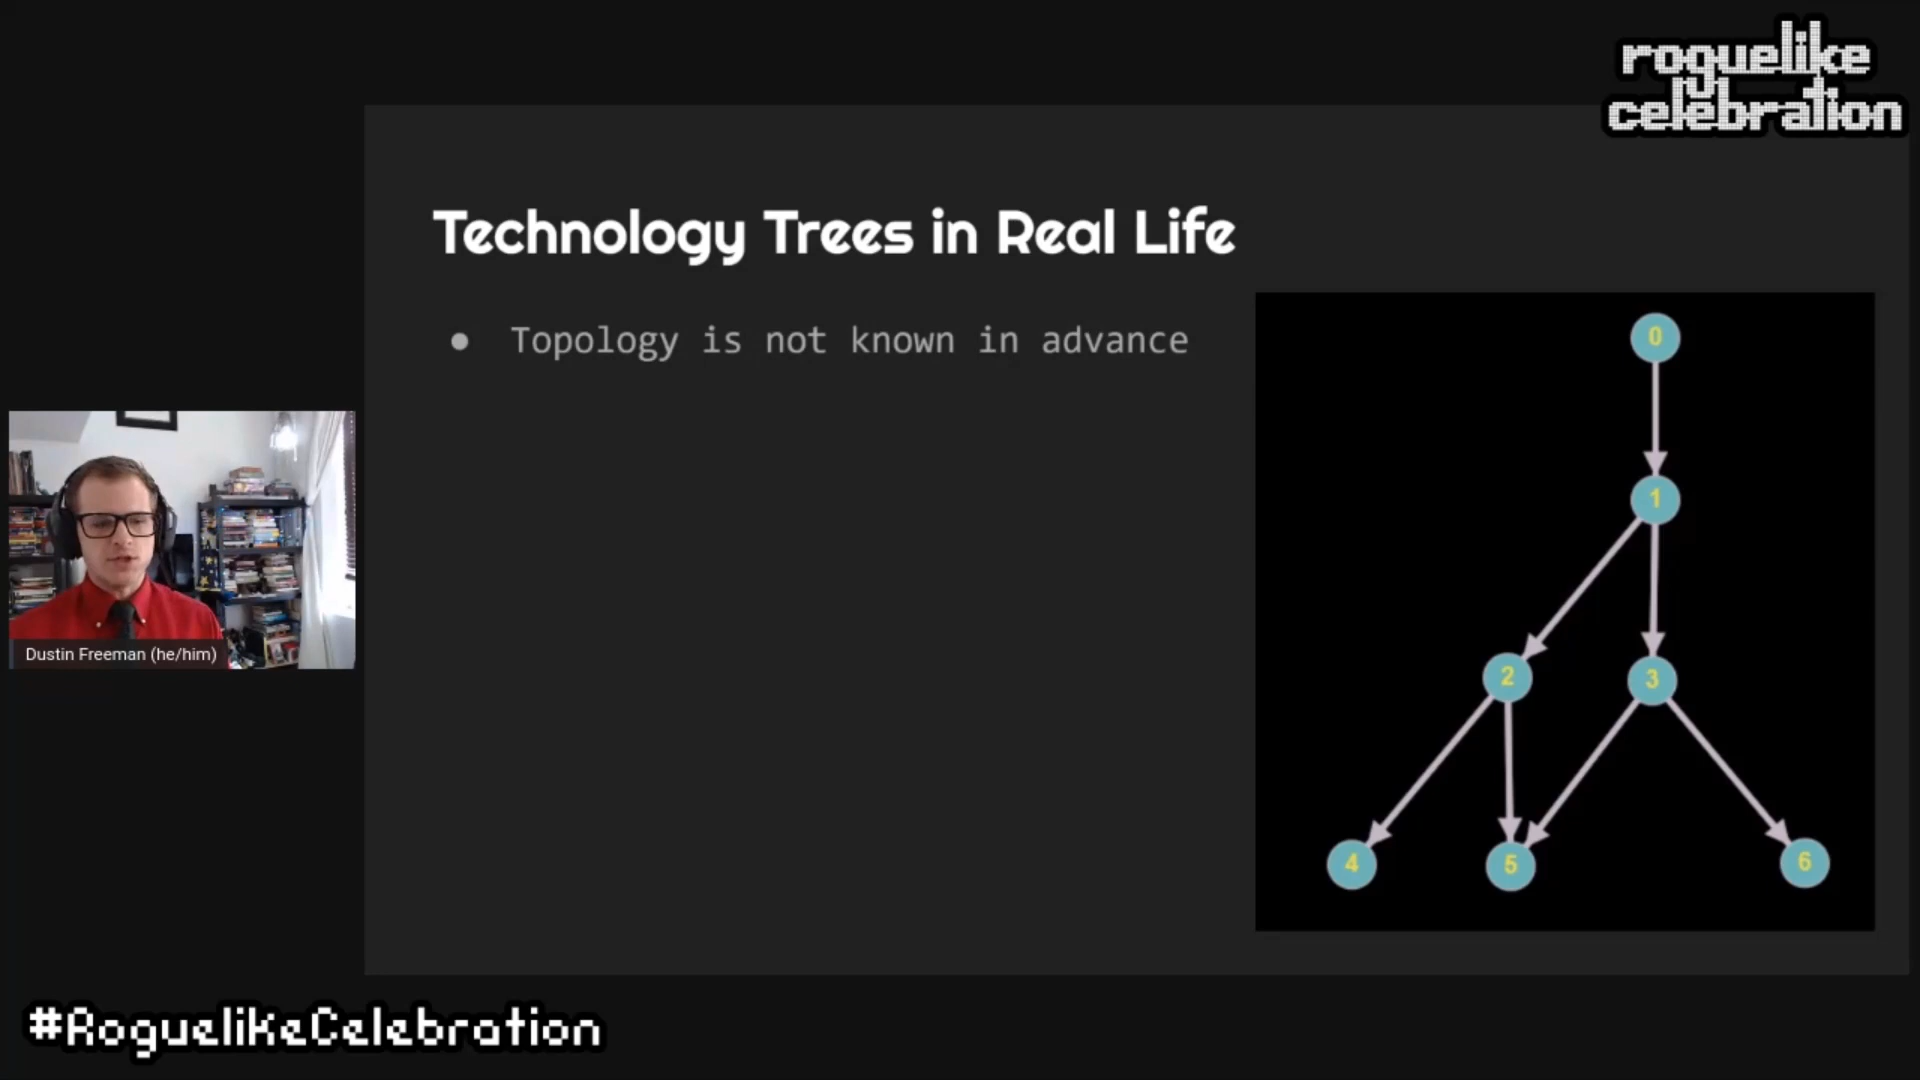 roguelike
celebration
Technology Trees in Real Life
● Topology is not known in advance
0
1
2
3
4
5
6
Dustin Freeman (he/him)
#RoguelikeCelebration